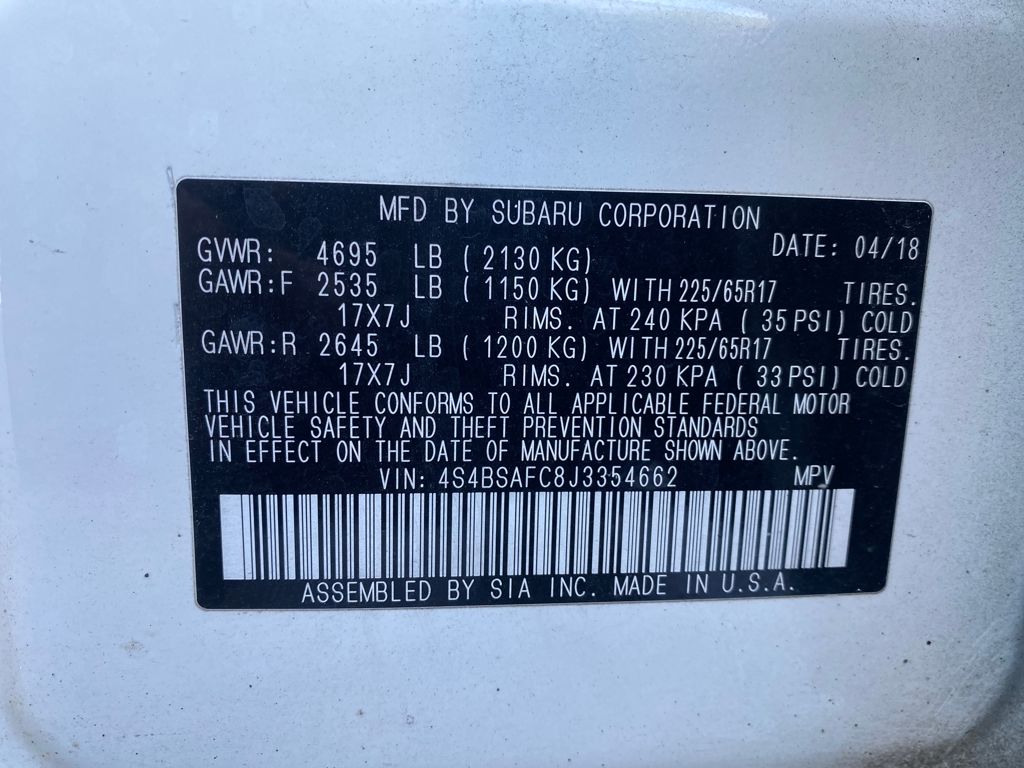 MFD BY SUBARU CORPORATION
DATE: 04/18
GVWR: 4695 LB ( 2130 KG)
GAWR:F 2535 LB ( 1150 KG) WITH 225/65R17 TIRES.
17X7J RIMS. AT 240 KPA ( 35 PSI) COLD
GAWR:R 2645 LB ( 1200 KG) WITH 225/65R17 TIRES.
17X7J RIMS. AT 230 KPA ( 33 PSI) COLD
THIS VEHICLE CONFORMS TO ALL APPLICABLE FEDERAL MOTOR
VEHICLE SAFETY AND THEFT PREVENTION STANDARDS
IN EFFECT ON THE DATE OF MANUFACTURE SHOWN ABOVE.
VIN: 4S4BSAFC8J3354662 MPV
ASSEMBLED BY SIA INC. MADE IN U.S.A.